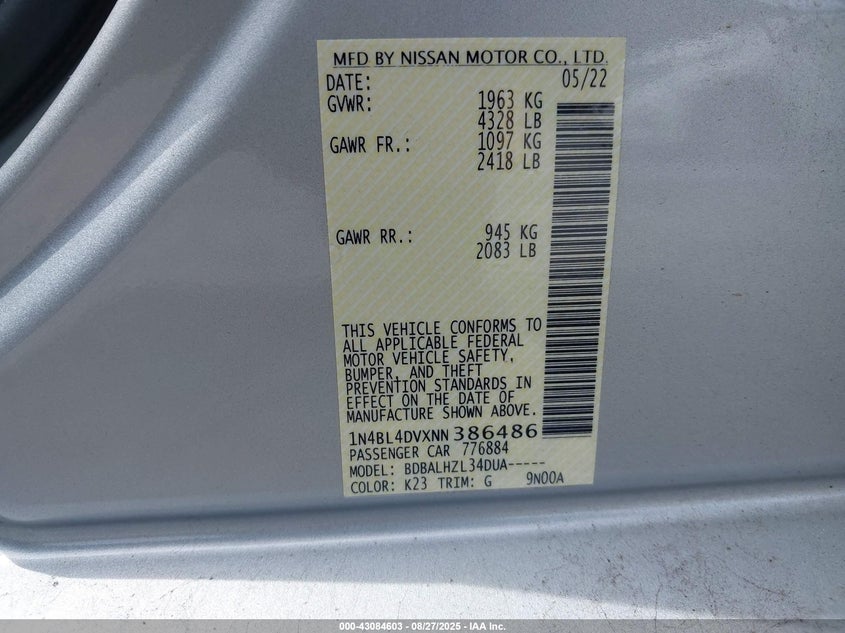 MFD BY NISSAN MOTOR CO., LTD.
DATE: 05/22
GVWR: 1963 KG
4328 LB
GAWR FR.: 1097 KG
2418 LB
GAWR RR.: 945 KG
2083 LB
THIS VEHICLE CONFORMS TO
ALL APPLICABLE FEDERAL
MOTOR VEHICLE SAFETY,
BUMPER, AND THEFT
PREVENTION STANDARDS IN
EFFECT ON THE DATE OF
MANUFACTURE SHOWN ABOVE.
1N4BL4DVXNN386486
PASSENGER CAR 776884
MODEL: BDBALHZL34DUA-----
COLOR: K23 TRIM: G 9N00A
000-43084603 - 08/27/2025 - IAA Inc.